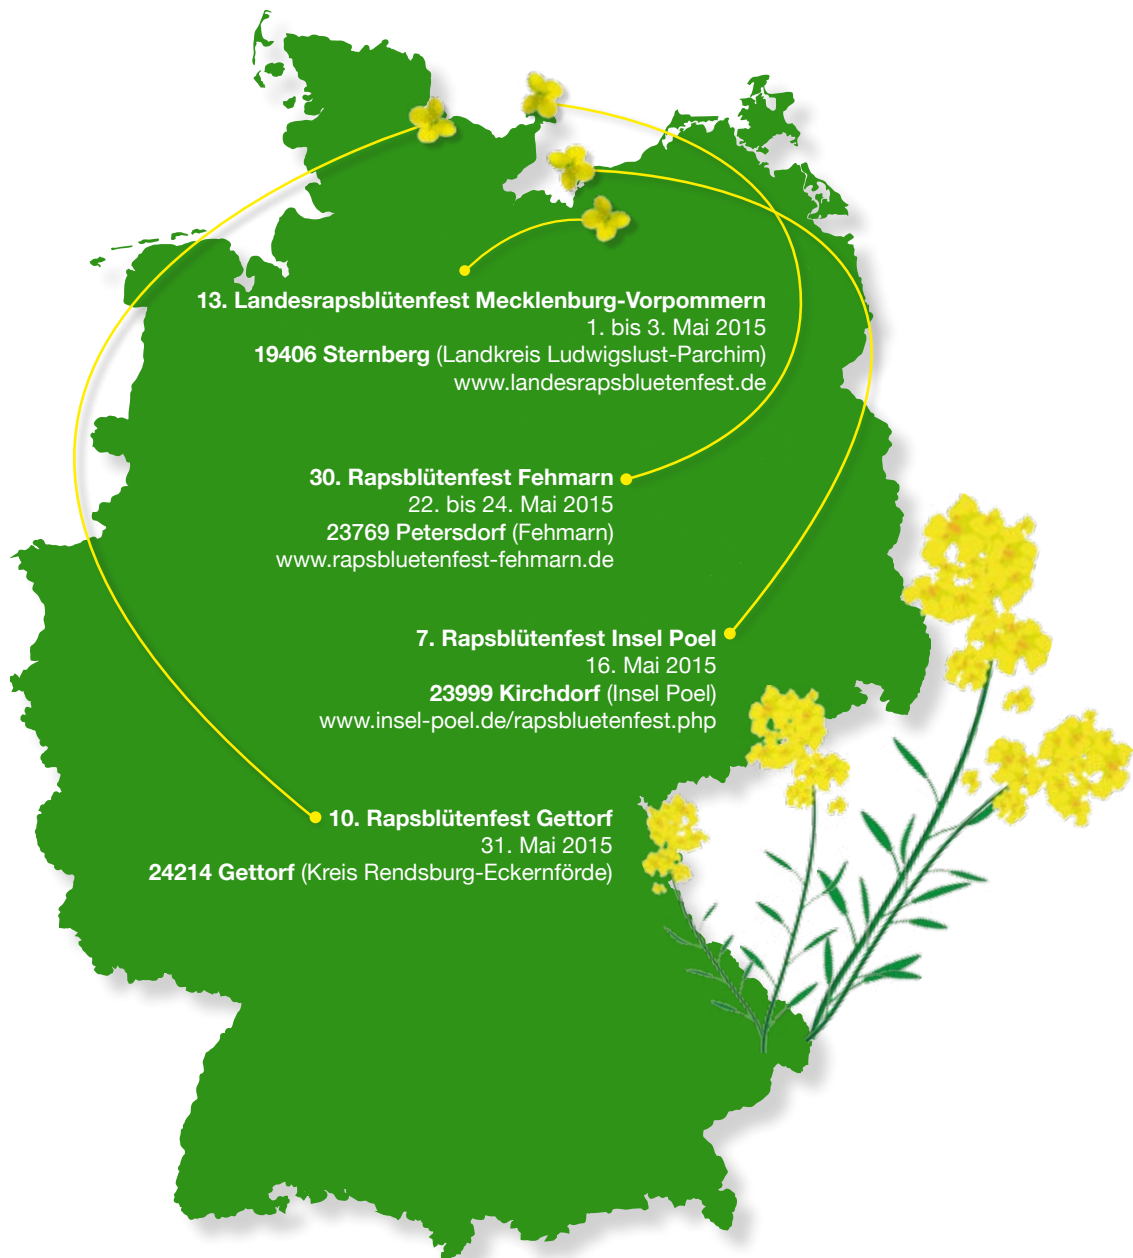 13. Landesrapsblütenfest Mecklenburg-Vorpommern
1. bis 3. Mai 2015
19406 Sternberg (Landkreis Ludwigslust-Parchim)
www.landesrapsbluetenfest.de
30. Rapsblütenfest Fehmarn
22. bis 24. Mai 2015
23769 Petersdorf (Fehmarn)
www.rapsbluetenfest-fehmarn.de
7. Rapsblütenfest Insel Poel
16. Mai 2015
23999 Kirchdorf (Insel Poel)
www.insel-poel.de/rapsbluetenfest.php
10. Rapsblütenfest Gettorf
31. Mai 2015
24214 Gettorf (Kreis Rendsburg-Eckernförde)